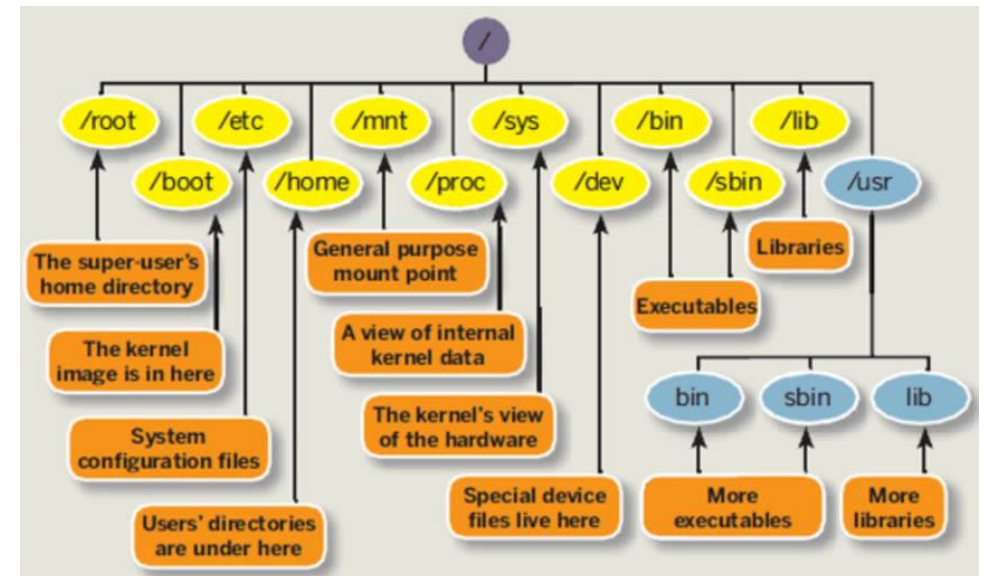 /
/root
/etc
/mnt
/sys
/bin
/lib
/boot
/home
/proc
/dev
/sbin
/usr
The super-user's
home directory
General purpose
mount point
Libraries
Executables
A view of internal
kernel data
The kernel
image is in here
The kernel's view
of the hardware
bin
sbin
lib
System
configuration files
Special device
files live here
More
executables
More
libraries
Users' directories
are under here